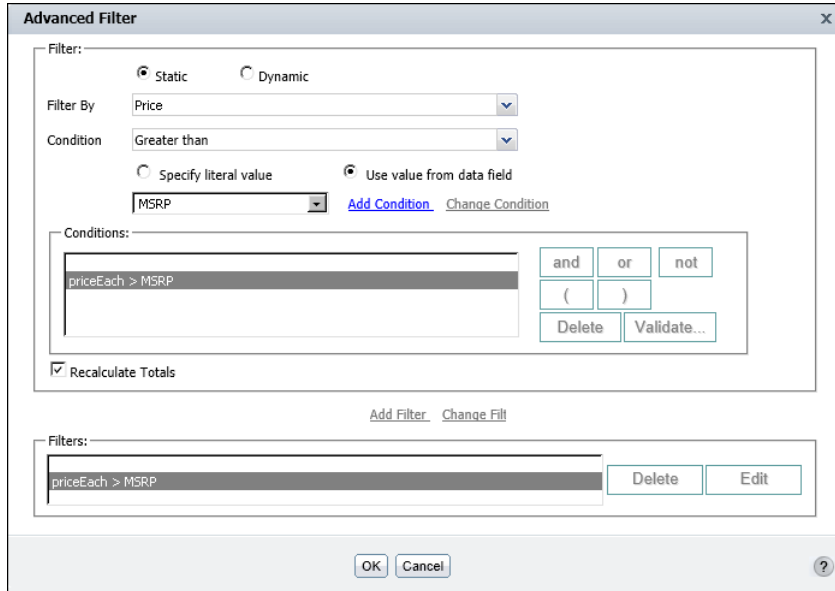 Advanced Filter x
Filter:
Static Dynamic
Filter By Price
Condition Greater than
Specify literal value Use value from data field
MSRP Add Condition Change Condition
Conditions:
and or not
priceEach > MSRP
( )
Delete Validate...
Recalculate Totals
Add Filter Change Filt
Filters:
priceEach > MSRP Delete Edit
OK Cancel ?